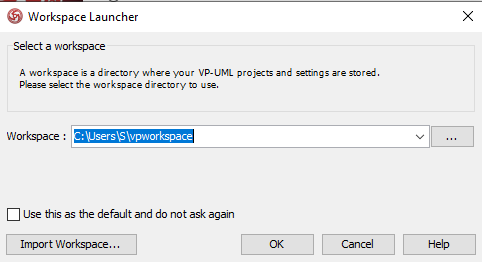 Workspace Launcher
Select a workspace
A workspace is a directory where your VP-UML projects and settings are stored.
Please select the workspace directory to use.
Workspace : C:\Users\S\vpworkspace ...
Use this as the default and do not ask again
Import Workspace... OK Cancel Help